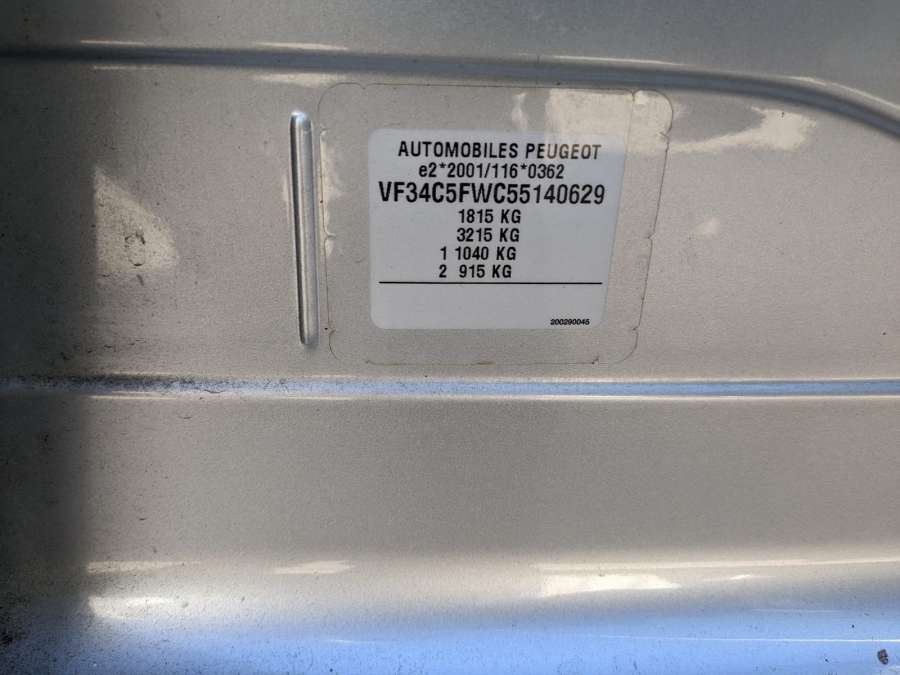 AUTOMOBILES PEUGEOT
e2*2001/116*0362
VF34C5FWC55140629
1815 KG
3215 KG
1 1040 KG
2 915 KG
200290045